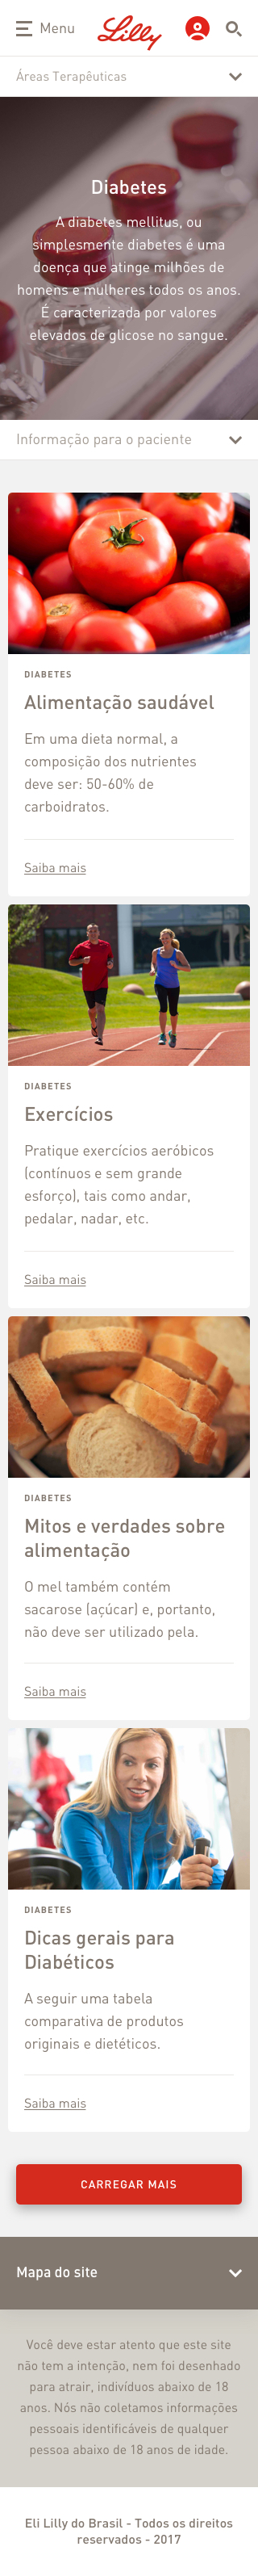 Menu
Lilly
Áreas Terapêuticas
Diabetes
A diabetes mellitus, ou
simplesmente diabetes é uma
doença que atinge milhões de
homens e mulheres todos os anos.
É caracterizada por valores
elevados de glicose no sangue.
Informação para o paciente
DIABETES
Alimentação saudável
Em uma dieta normal, a
composição dos nutrientes
deve ser: 50-60% de
carboidratos.
Saiba mais
DIABETES
Exercícios
Pratique exercícios aeróbicos
(contínuos e sem grande
esforço), tais como andar,
pedalar, nadar, etc.
Saiba mais
DIABETES
Mitos e verdades sobre
alimentação
O mel também contém
sacarose (açúcar) e, portanto,
não deve ser utilizado pela.
Saiba mais
DIABETES
Dicas gerais para
Diabéticos
A seguir uma tabela
comparativa de produtos
originais e dietéticos.
Saiba mais
CARREGAR MAIS
Mapa do site
Você deve estar atento que este site
não tem a intenção, nem foi desenhado
para atrair, indivíduos abaixo de 18
anos. Nós não coletamos informações
pessoais identificáveis de qualquer
pessoa abaixo de 18 anos de idade.
Eli Lilly do Brasil - Todos os direitos
reservados - 2017